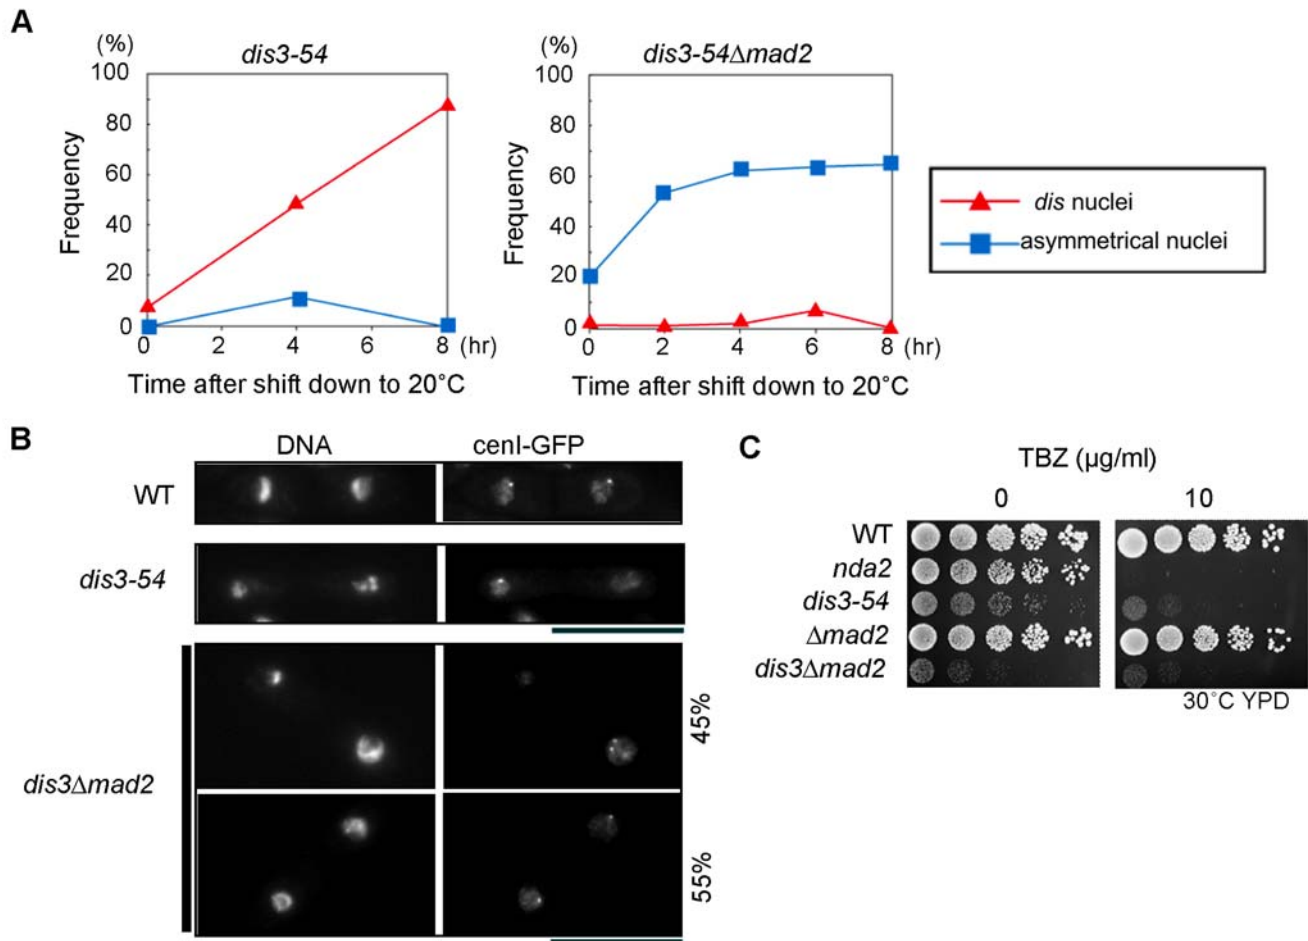 A
(%)
dis3-54
100
80
60
40
20
0
Frequency
0 2 4 6 8 (hr)
Time after shift down to 20°C
(%)
dis3-54Δmad2
100
80
60
40
20
0
Frequency
0 2 4 6 8 (hr)
Time after shift down to 20°C
dis nuclei
asymmetrical nuclei
B
DNA cenI-GFP
WT
dis3-54
dis3Δmad2
45%
55%
C
TBZ (µg/ml)
0 10
WT
nda2
dis3-54
Δmad2
dis3Δmad2
30°C YPD